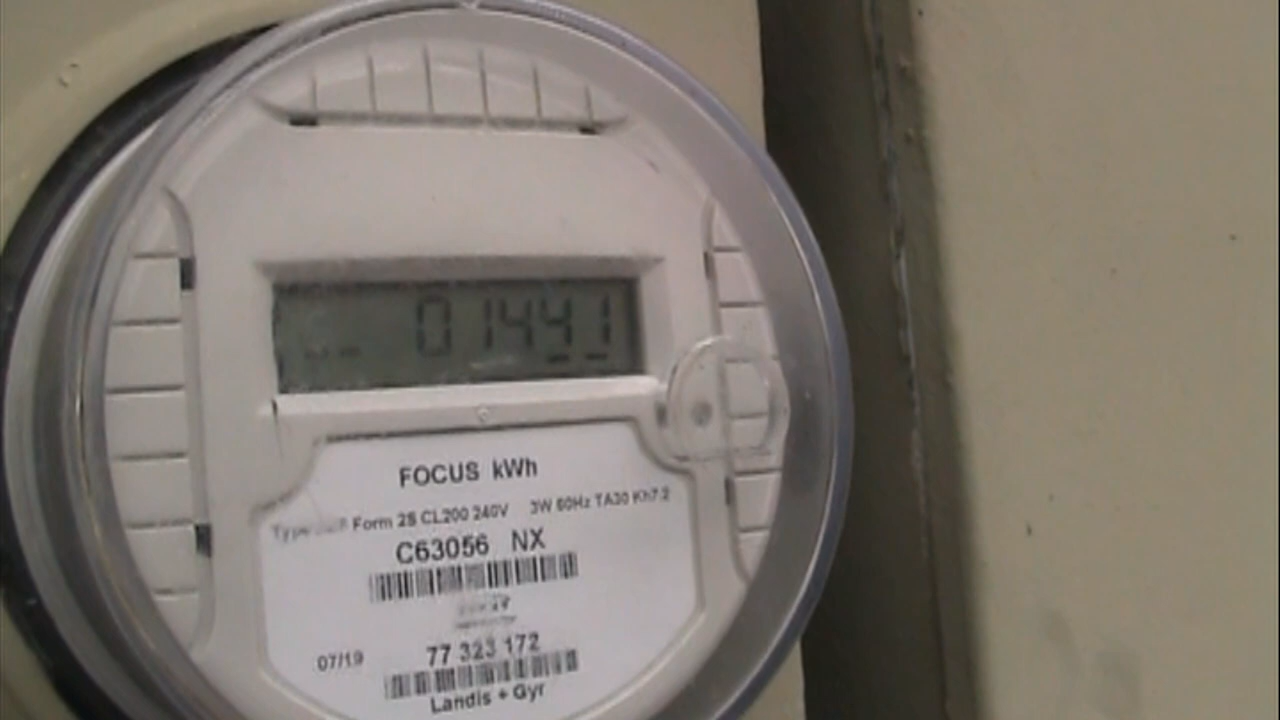 01441
FOCUS kWh
Type Form 2S CL200 240V 3W 60Hz TA30 Kh7.2
C63056 NX
07/19 77 323 172
Landis + Gyr